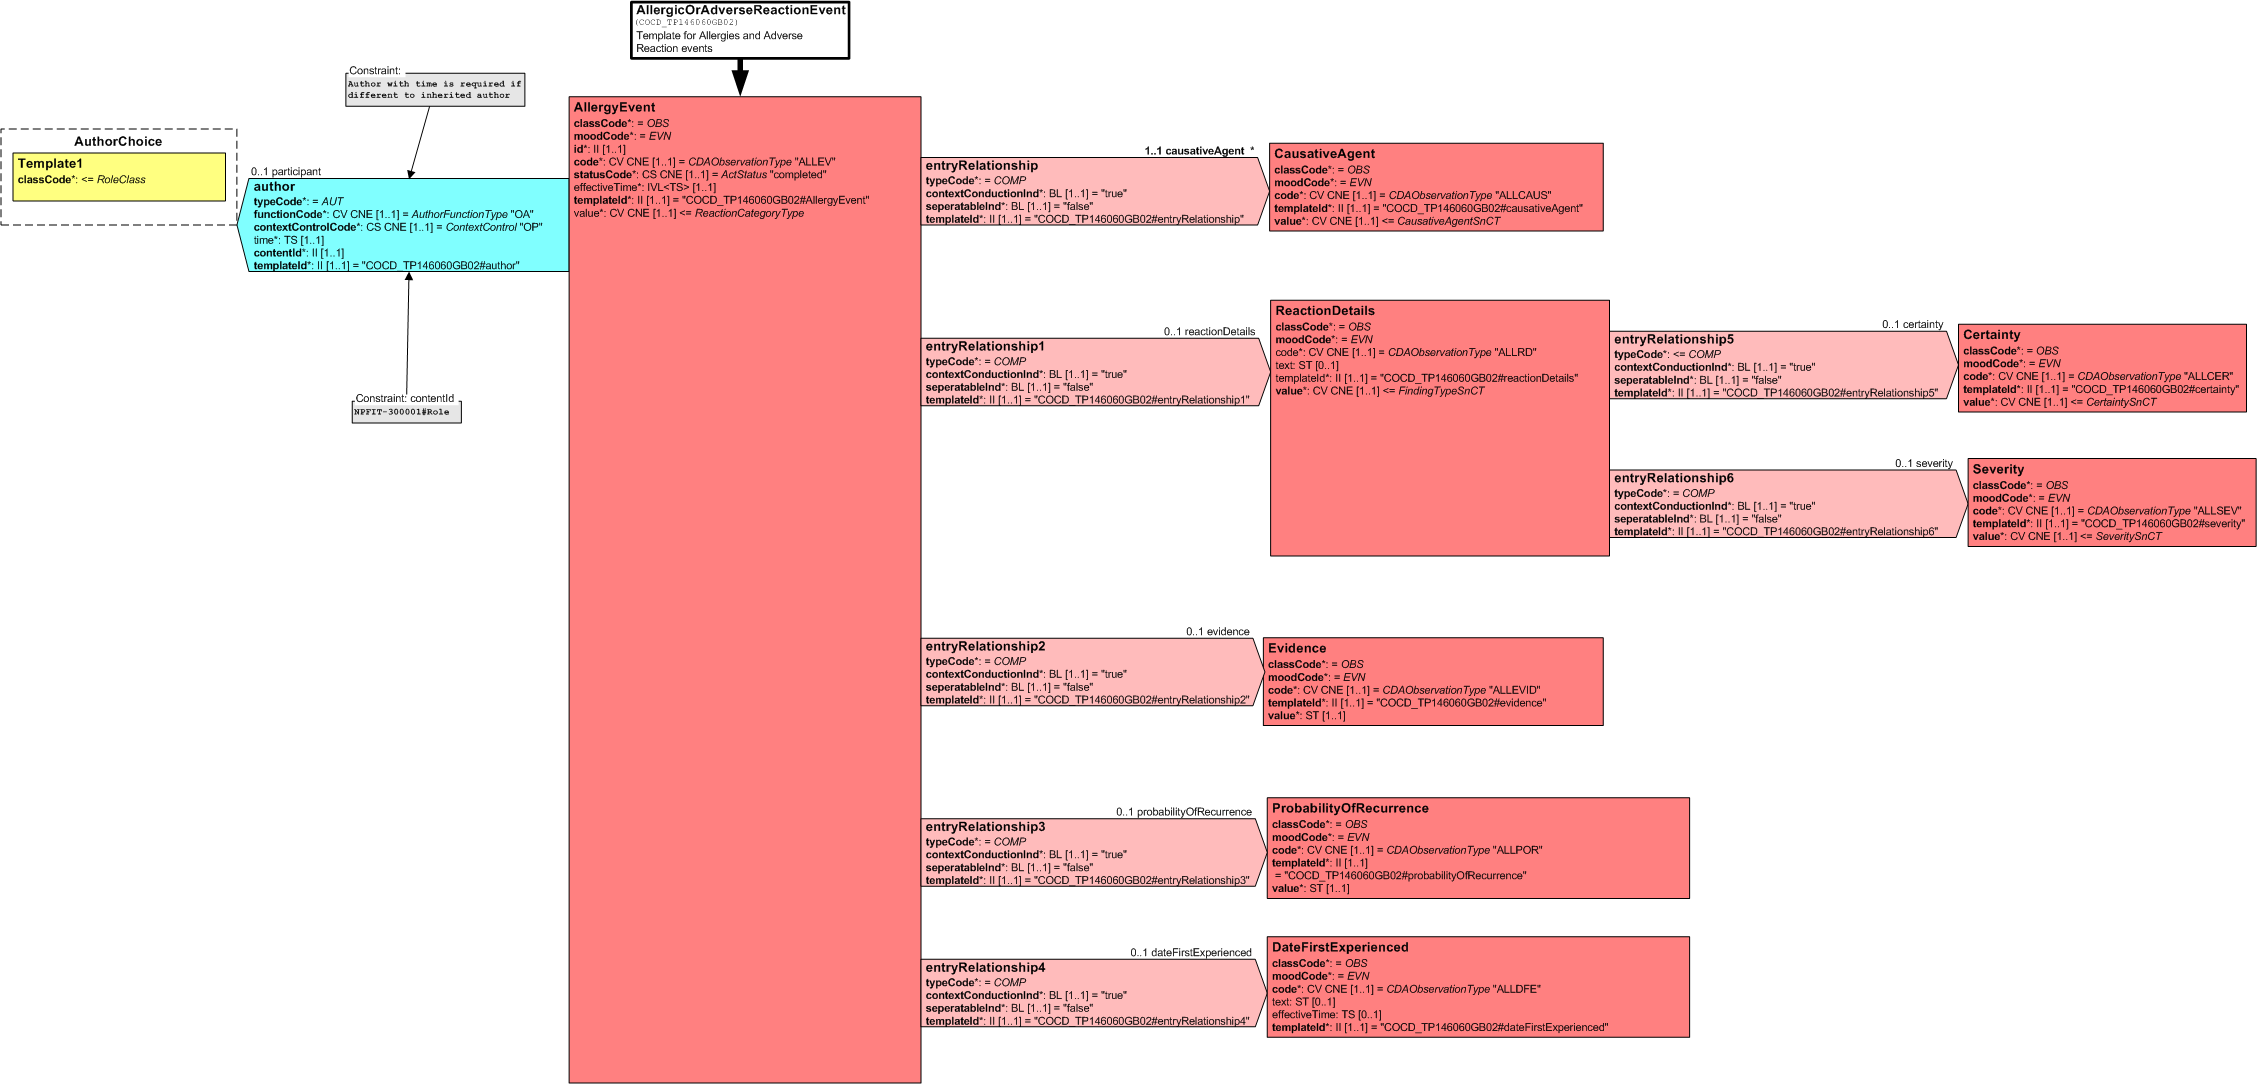 AllergicOrAdverseReactionEvent
(COCD_TP146060GB02)
Template for Allergies and Adverse
Reaction events
Constraint:
Author with time is required if
different to inherited author
AuthorChoice
Template1
classCode*: <= RoleClass
0..1 participant
author
typeCode*: = AUT
functionCode*: CV CNE [1..1] = AuthorFunctionType "OA"
contextControlCode*: CS CNE [1..1] = ContextControl "OP"
time*: TS [1..1]
contentId*: II [1..1]
templateId*: II [1..1] = "COCD_TP146060GB02#author"
Constraint: contentId
NPFIT-300001#Role
AllergyEvent
classCode*: = OBS
moodCode*: = EVN
id*: II [1..1]
code*: CV CNE [1..1] = CDAObservationType "ALLEV"
statusCode*: CS CNE [1..1] = ActStatus "completed"
effectiveTime*: IVL<TS> [1..1]
templateId*: II [1..1] = "COCD_TP146060GB02#AllergyEvent"
value*: CV CNE [1..1] <= ReactionCategoryType
1..1 causativeAgent *
entryRelationship
typeCode*: = COMP
contextConductionInd*: BL [1..1] = "true"
seperatableInd*: BL [1..1] = "false"
templateId*: II [1..1] = "COCD_TP146060GB02#entryRelationship"
CausativeAgent
classCode*: = OBS
moodCode*: = EVN
code*: CV CNE [1..1] = CDAObservationType "ALLCAUS"
templateId*: II [1..1] = "COCD_TP146060GB02#causativeAgent"
value*: CV CNE [1..1] <= CausativeAgentSnCT
0..1 reactionDetails
entryRelationship1
typeCode*: = COMP
contextConductionInd*: BL [1..1] = "true"
seperatableInd*: BL [1..1] = "false"
templateId*: II [1..1] = "COCD_TP146060GB02#entryRelationship1"
ReactionDetails
classCode*: = OBS
moodCode*: = EVN
code*: CV CNE [1..1] = CDAObservationType "ALLRD"
text: ST [0..1]
templateId*: II [1..1] = "COCD_TP146060GB02#reactionDetails"
value*: CV CNE [1..1] <= FindingTypeSnCT
0..1 certainty
entryRelationship5
typeCode*: <= COMP
contextConductionInd*: BL [1..1] = "true"
seperatableInd*: BL [1..1] = "false"
templateId*: II [1..1] = "COCD_TP146060GB02#entryRelationship5"
Certainty
classCode*: = OBS
moodCode*: = EVN
code*: CV CNE [1..1] = CDAObservationType "ALLCER"
templateId*: II [1..1] = "COCD_TP146060GB02#certainty"
value*: CV CNE [1..1] <= CertaintySnCT
0..1 severity
entryRelationship6
typeCode*: = COMP
contextConductionInd*: BL [1..1] = "true"
seperatableInd*: BL [1..1] = "false"
templateId*: II [1..1] = "COCD_TP146060GB02#entryRelationship6"
Severity
classCode*: = OBS
moodCode*: = EVN
code*: CV CNE [1..1] = CDAObservationType "ALLSEV"
templateId*: II [1..1] = "COCD_TP146060GB02#severity"
value*: CV CNE [1..1] <= SeveritySnCT
0..1 evidence
entryRelationship2
typeCode*: = COMP
contextConductionInd*: BL [1..1] = "true"
seperatableInd*: BL [1..1] = "false"
templateId*: II [1..1] = "COCD_TP146060GB02#entryRelationship2"
Evidence
classCode*: = OBS
moodCode*: = EVN
code*: CV CNE [1..1] = CDAObservationType "ALLEVID"
templateId*: II [1..1] = "COCD_TP146060GB02#evidence"
value*: ST [1..1]
0..1 probabilityOfRecurrence
entryRelationship3
typeCode*: = COMP
contextConductionInd*: BL [1..1] = "true"
seperatableInd*: BL [1..1] = "false"
templateId*: II [1..1] = "COCD_TP146060GB02#entryRelationship3"
ProbabilityOfRecurrence
classCode*: = OBS
moodCode*: = EVN
code*: CV CNE [1..1] = CDAObservationType "ALLPOR"
templateId*: II [1..1]
= "COCD_TP146060GB02#probabilityOfRecurrence"
value*: ST [1..1]
0..1 dateFirstExperienced
entryRelationship4
typeCode*: = COMP
contextConductionInd*: BL [1..1] = "true"
seperatableInd*: BL [1..1] = "false"
templateId*: II [1..1] = "COCD_TP146060GB02#entryRelationship4"
DateFirstExperienced
classCode*: = OBS
moodCode*: = EVN
code*: CV CNE [1..1] = CDAObservationType "ALLDFE"
text: ST [0..1]
effectiveTime: TS [0..1]
templateId*: II [1..1] = "COCD_TP146060GB02#dateFirstExperienced"